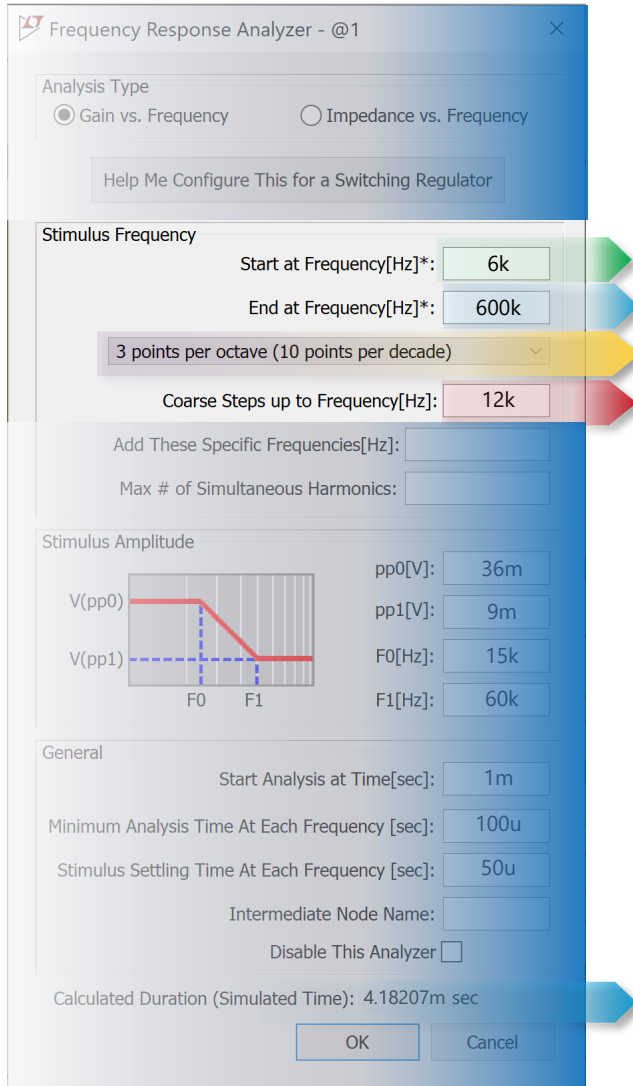 Frequency Response Analyzer - @1
Analysis Type
Gain vs. Frequency Impedance vs. Frequency
Help Me Configure This for a Switching Regulator
Stimulus Frequency
Start at Frequency[Hz]*: 6k
End at Frequency[Hz]*: 600k
3 points per octave (10 points per decade)
Coarse Steps up to Frequency[Hz]: 12k
Add These Specific Frequencies[Hz]:
Max # of Simultaneous Harmonics:
Stimulus Amplitude
pp0[V]: 36m
V(pp0)
pp1[V]: 9m
V(pp1)
F0[Hz]: 15k
F0 F1
F1[Hz]: 60k
General
Start Analysis at Time[sec]: 1m
Minimum Analysis Time At Each Frequency [sec]: 100u
Stimulus Settling Time At Each Frequency [sec]: 50u
Intermediate Node Name:
Disable This Analyzer
Calculated Duration (Simulated Time): 4.18207m sec
OK Cancel